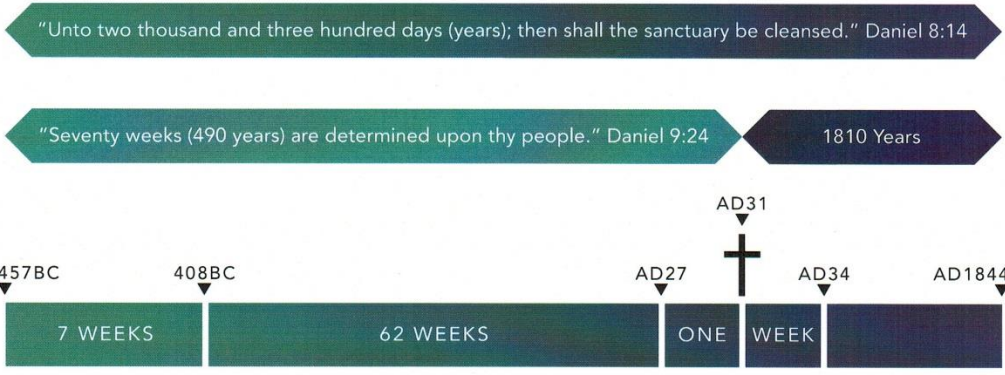 “Unto two thousand and three hundred days (years); then shall the sanctuary be cleansed.” Daniel 8:14
“Seventy weeks (490 years) are determined upon thy people.” Daniel 9:24
1810 Years
AD31
457BC
408BC
AD27
AD34
AD1844
7 WEEKS
62 WEEKS
ONE
WEEK